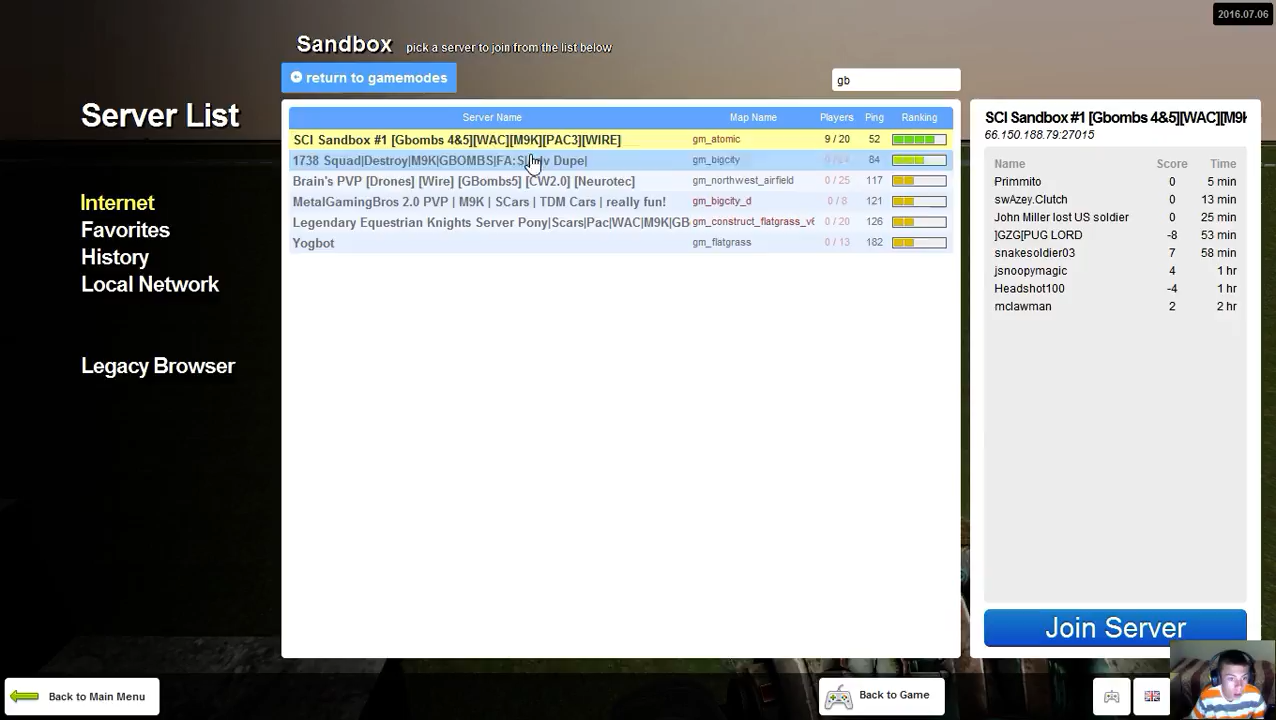 2016.07.06
Sandbox pick a server to join from the list below
return to gamemodes
gb
Server List
Internet
Favorites
History
Local Network
Legacy Browser
Server Name Map Name Players Ping Ranking
SCI Sandbox #1 [Gbombs 4&5][WAC][M9K][PAC3][WIRE] gm_atomic 9 / 20 52
1738 Squad|Destroy|M9K|GBOMBS|FA:S| Dupe| gm_bigcity 84
Brain's PVP [Drones] [Wire] [GBombs5] [CW2.0] [Neurotec] gm_northwest_airfield 0 / 25 117
MetalGamingBros 2.0 PVP | M9K | SCars | TDM Cars | really fun! gm_bigcity_d 0 / 8 121
Legendary Equestrian Knights Server Pony|Scars|Pac|WAC|M9K|GB gm_construct_flatgrass_v6 0 / 20 126
Yogbot gm_flatgrass 0 / 13 182
SCI Sandbox #1 [Gbombs 4&5][WAC][M9K
66.150.188.79:27015
Name Score Time
Primmito 0 5 min
swAzey.Clutch 0 13 min
John Miller lost US soldier 0 25 min
]GZG[PUG LORD -8 53 min
snakesoldier03 7 58 min
jsnoopymagic 4 1 hr
Headshot100 -4 1 hr
mclawman 2 2 hr
Join Server
Back to Main Menu
Back to Game